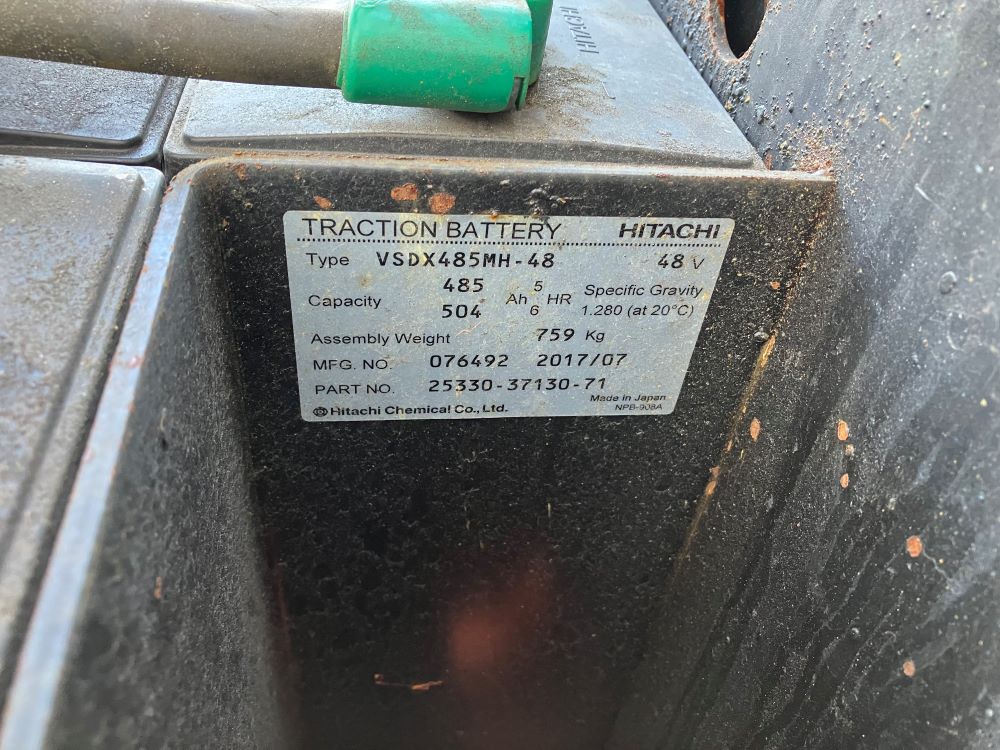 HITACHI
TRACTION BATTERY HITACHI
Type VSDX485MH-48 48 V
Capacity 485 504 Ah 5 6 HR Specific Gravity 1.280 (at 20°C)
Assembly Weight 759 Kg
MFG. NO. 076492 2017/07
PART NO. 25330-37130-71
Hitachi Chemical Co., Ltd. Made in Japan
NPB-908A